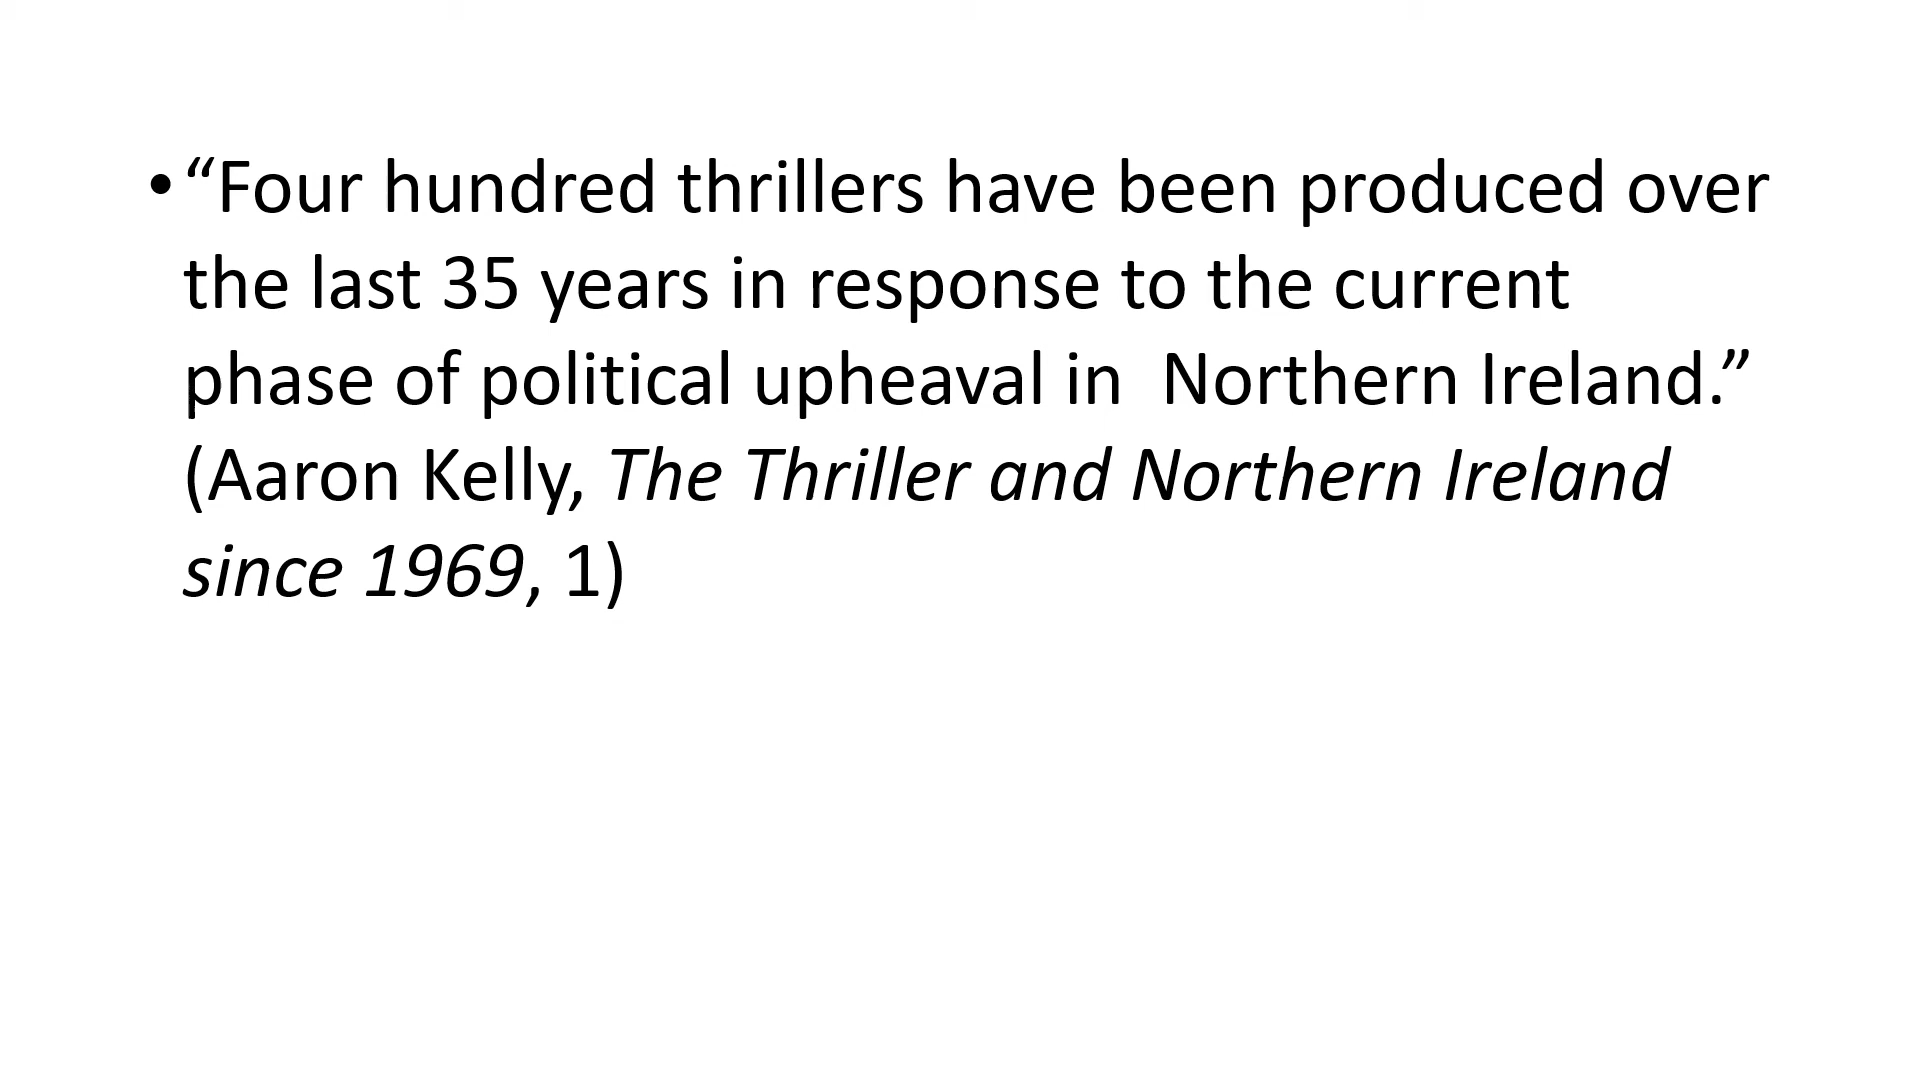 • “Four hundred thrillers have been produced over
the last 35 years in response to the current
phase of political upheaval in  Northern Ireland.”
(Aaron Kelly, The Thriller and Northern Ireland
since 1969, 1)